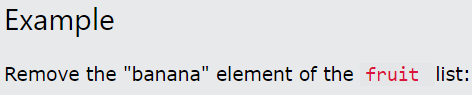 Example
Remove the "banana" element of the fruit list: